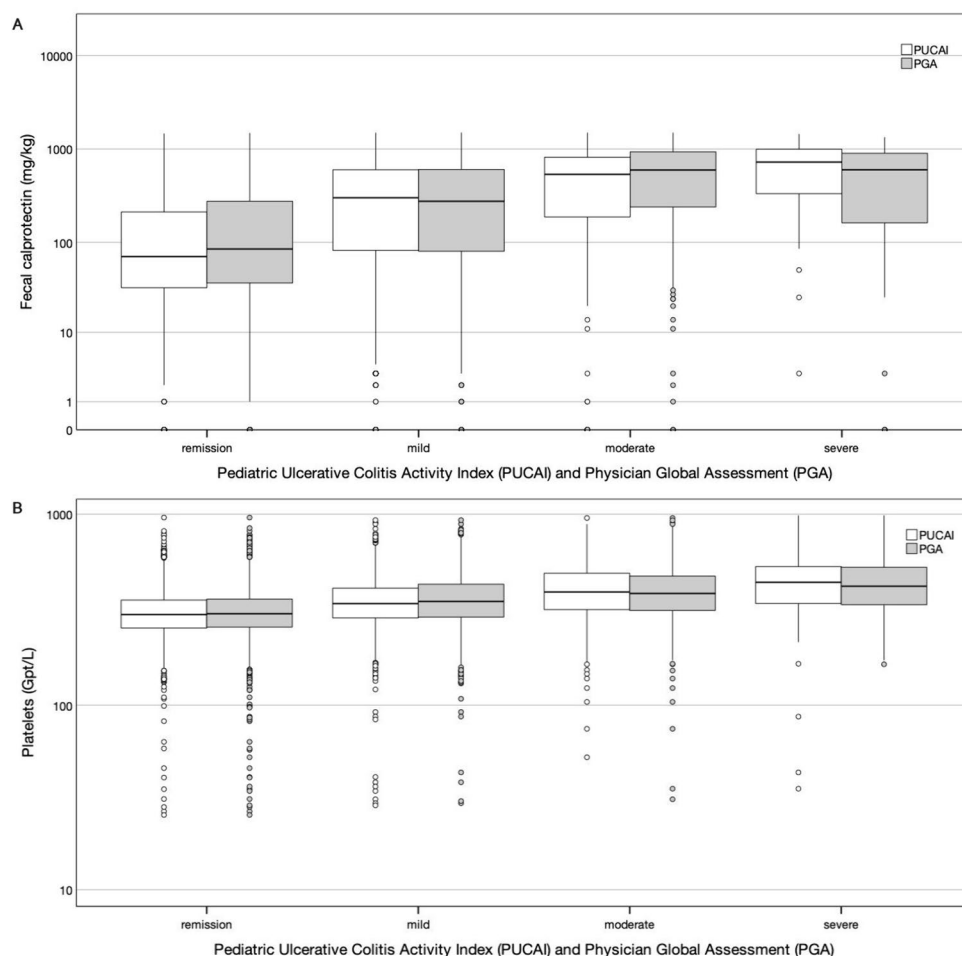 A
PUCAI
PGA
Fecal calprotectin (mg/kg)
10000
1000
100
10
1
0
remission mild moderate severe
Pediatric Ulcerative Colitis Activity Index (PUCAI) and Physician Global Assessment (PGA)
B
PUCAI
PGA
Platelets (Gpt/L)
1000
100
10
remission mild moderate severe
Pediatric Ulcerative Colitis Activity Index (PUCAI) and Physician Global Assessment (PGA)